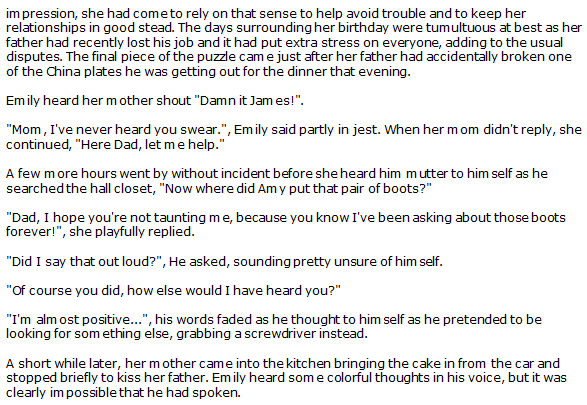 impression, she had come to rely on that sense to help avoid trouble and to keep her
relationships in good stead. The days surrounding her birthday were tumultuous at best as her
father had recently lost his job and it had put extra stress on everyone, adding to the usual
disputes. The final piece of the puzzle came just after her father had accidentally broken one
of the China plates he was getting out for the dinner that evening.
Emily heard her mother shout "Damn it James!".
"Mom, I've never heard you swear.", Emily said partly in jest. When her mom didn't reply, she
continued, "Here Dad, let me help."
A few more hours went by without incident before she heard him mutter to himself as he
searched the hall closet, "Now where did Amy put that pair of boots?"
"Dad, I hope you're not taunting me, because you know I've been asking about those boots
forever!", she playfully replied.
"Did I say that out loud?", He asked, sounding pretty unsure of himself.
"Of course you did, how else would I have heard you?"
"I'm almost positive...", his words faded as he thought to himself as he pretended to be
looking for something else, grabbing a screwdriver instead.
A short while later, her mother came into the kitchen bringing the cake in from the car and
stopped briefly to kiss her father. Emily heard some colorful thoughts in his voice, but it was
clearly impossible that he had spoken.